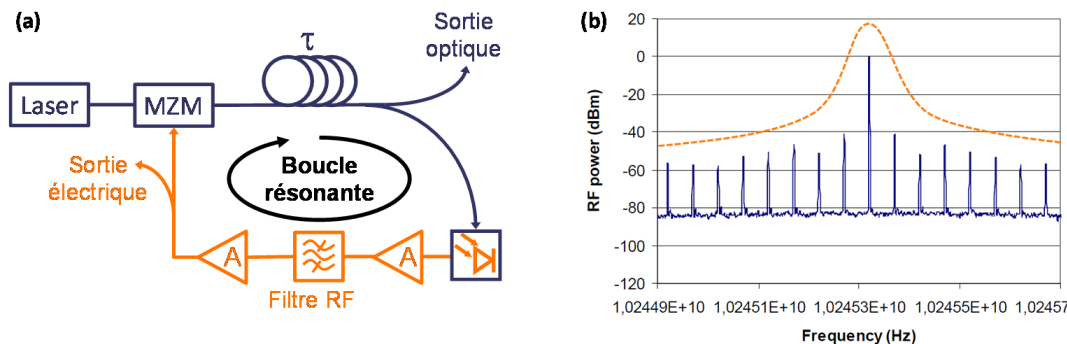 (a)
Sortie
optique
τ
Laser
MZM
Sortie
électrique
Boucle
résonante
A
A
Filtre RF
(b)
20
0
-20
-40
-60
-80
-100
-120
RF power (dBm)
1,02449E+10 1,02451E+10 1,02453E+10 1,02455E+10 1,02457
Frequency (Hz)